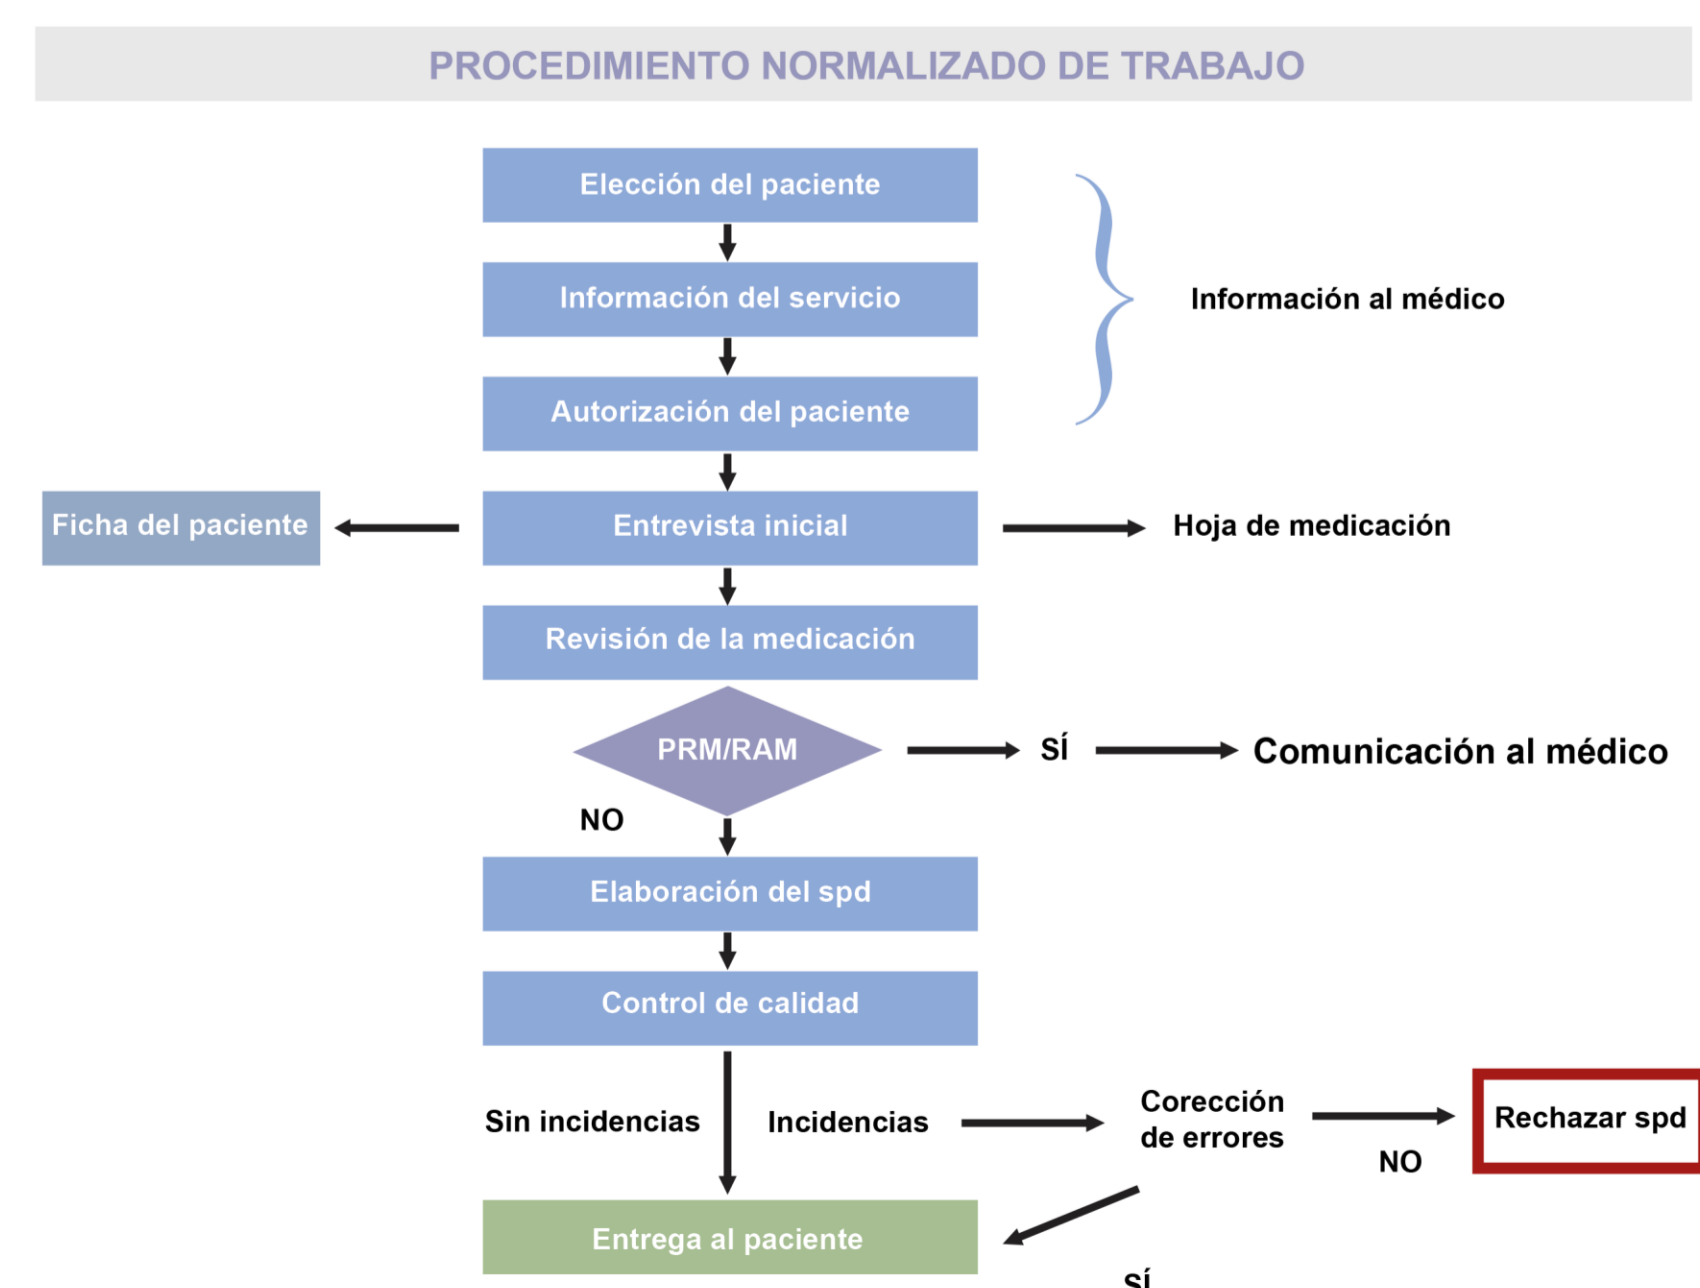 PROCEDIMIENTO NORMALIZADO DE TRABAJO
Elección del paciente
Información del servicio
Información al médico
Autorización del paciente
Ficha del paciente
Entrevista inicial
Hoja de medicación
Revisión de la medicación
PRM/RAM
SÍ
Comunicación al médico
NO
Elaboración del spd
Control de calidad
Sin incidencias
Incidencias
Corección
de errores
NO
Rechazar spd
Entrega al paciente
SÍ